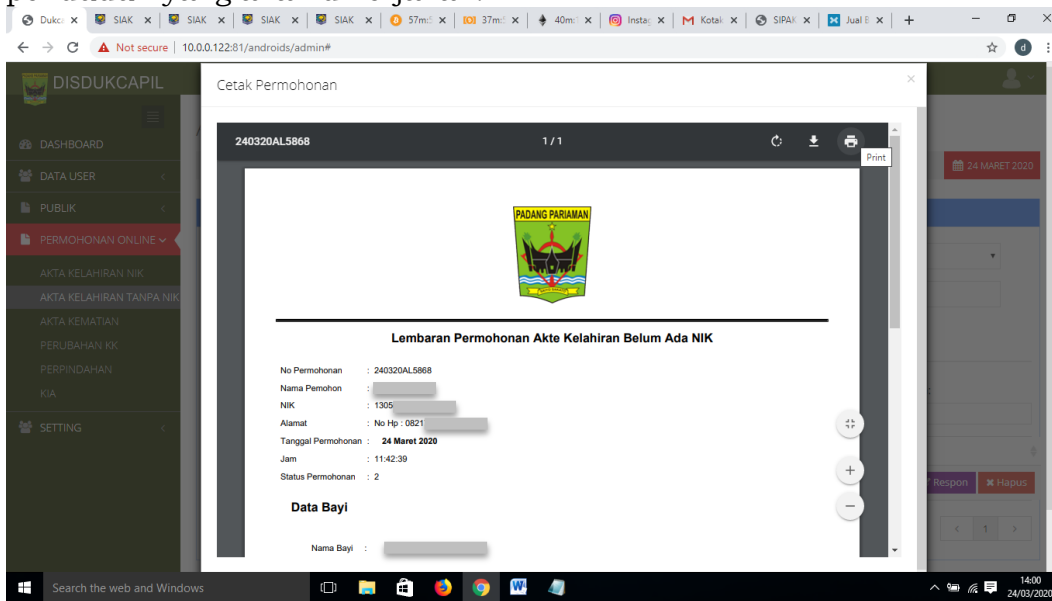 Dukca
SIAK
SIAK
SIAK
SIAK
57m:5
37m:5
40m:1
Instag
Kotak
SIPAK
Jual B
Not secure | 10.0.0.122:81/androids/admin#
DISDUKCAPIL
Cetak Permohonan
240320AL5868 1 / 1
Print
DASHBOARD
24 MARET 2020
DATA USER
PUBLIK
PERMOHONAN ONLINE
AKTA KELAHIRAN NIK
AKTA KELAHIRAN TANPA NIK
AKTA KEMATIAN
PERUBAHAN KK
PERPINDAHAN
KIA
SETTING
PADANG PARIAMAN
Lembaran Permohonan Akte Kelahiran Belum Ada NIK
No Permohonan : 240320AL5868
Nama Pemohon :
NIK : 1305
Alamat : No Hp : 0821
Tanggal Permohonan : 24 Maret 2020
Jam : 11:42:39
Status Permohonan : 2
Data Bayi
Nama Bayi :
Respon
Hapus
1
Search the web and Windows
14:00
24/03/2020